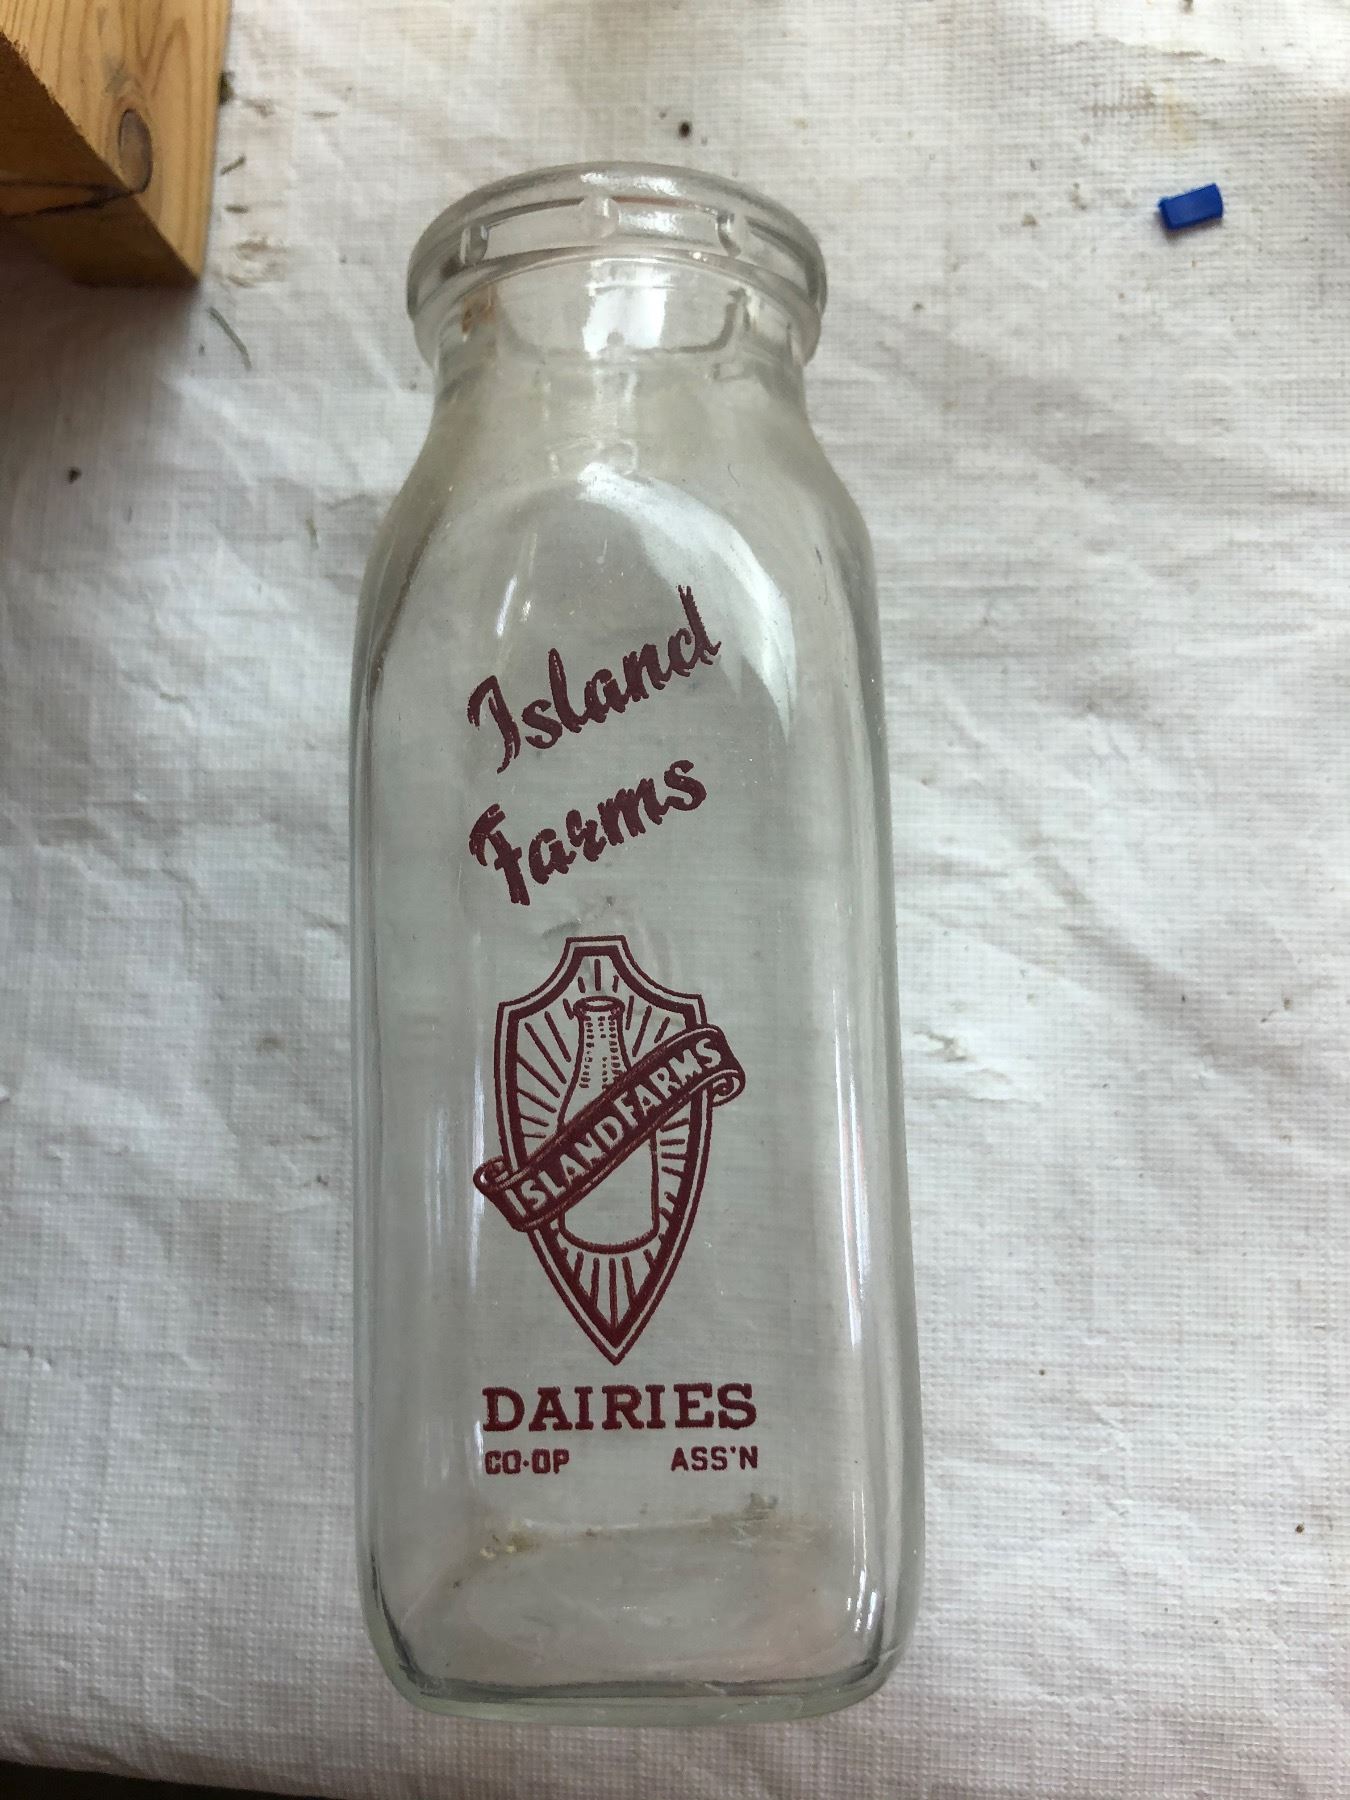 Island
Farms
ISLAND FARMS
DAIRIES
CO·OP ASS'N